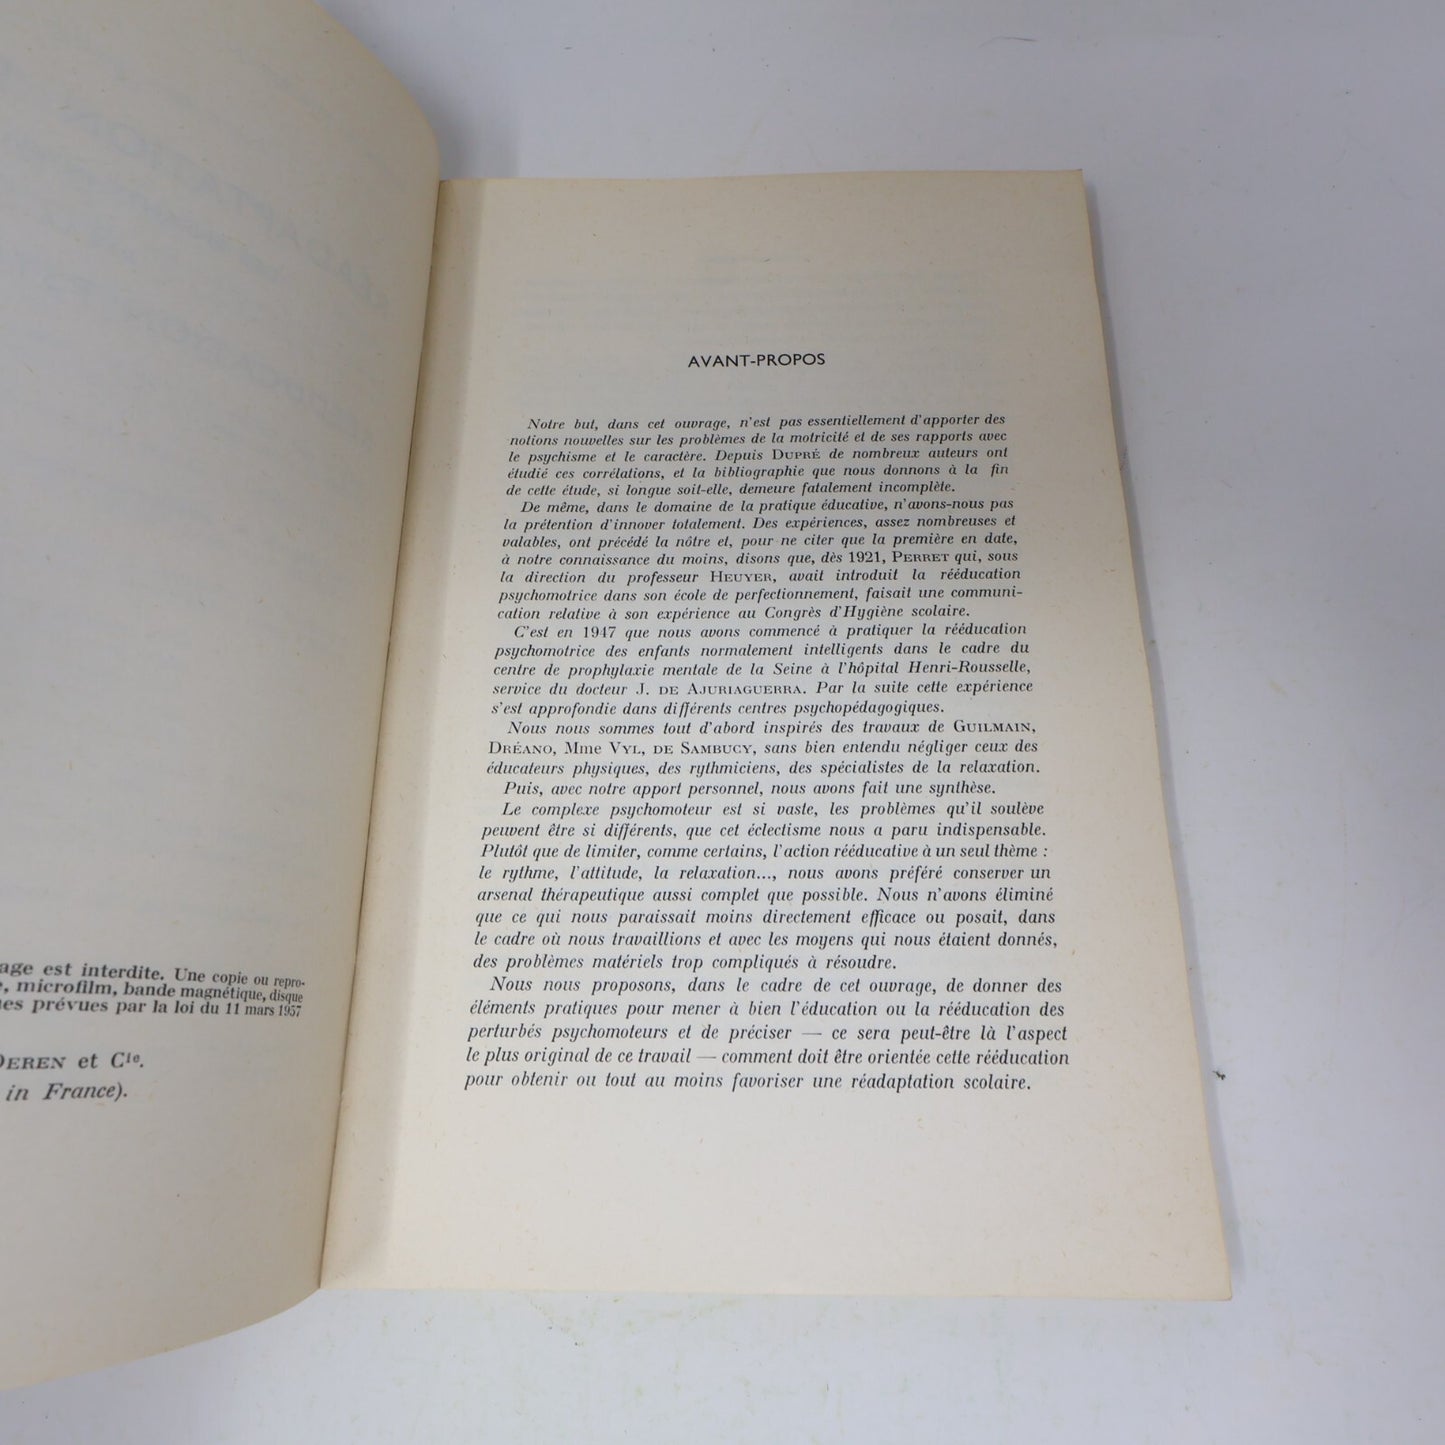 age est interdite. Une copie ou repro-
, microfilm, bande magnétique, disque
es prévues par la loi du 11 mars 1957
DEREN et Cie.
in France).
AVANT-PROPOS
Notre but, dans cet ouvrage, n'est pas essentiellement d'apporter des
notions nouvelles sur les problèmes de la motricité et de ses rapports avec
le psychisme et le caractère. Depuis DUPRÉ de nombreux auteurs ont
étudié ces corrélations, et la bibliographie que nous donnons à la fin
de cette étude, si longue soit-elle, demeure fatalement incomplète.
De même, dans le domaine de la pratique éducative, n'avons-nous pas
la prétention d'innover totalement. Des expériences, assez nombreuses et
valables, ont précédé la nôtre et, pour ne citer que la première en date,
à notre connaissance du moins, disons que, dès 1921, PERRET qui, sous
la direction du professeur HEUYER, avait introduit la rééducation
psychomotrice dans son école de perfectionnement, faisait une communi-
cation relative à son expérience au Congrès d'Hygiène scolaire.
C'est en 1947 que nous avons commencé à pratiquer la rééducation
psychomotrice des enfants normalement intelligents dans le cadre du
centre de prophylaxie mentale de la Seine à l'hôpital Henri-Rousselle,
service du docteur J. DE AJURIAGUERRA. Par la suite cette expérience
s'est approfondie dans différents centres psychopédagogiques.
Nous nous sommes tout d'abord inspirés des travaux de GUILMAIN,
DRÉANO, Mme VYL, DE SAMBUCY, sans bien entendu négliger ceux des
éducateurs physiques, des rythmiciens, des spécialistes de la relaxation.
Puis, avec notre apport personnel, nous avons fait une synthèse.
Le complexe psychomoteur est si vaste, les problèmes qu'il soulève
peuvent être si différents, que cet éclectisme nous a paru indispensable.
Plutôt que de limiter, comme certains, l'action rééducative à un seul thème :
le rythme, l'attitude, la relaxation..., nous avons préféré conserver un
arsenal thérapeutique aussi complet que possible. Nous n'avons éliminé
que ce qui nous paraissait moins directement efficace ou posait, dans
le cadre où nous travaillions et avec les moyens qui nous étaient donnés,
des problèmes matériels trop compliqués à résoudre.
Nous nous proposons, dans le cadre de cet ouvrage, de donner des
éléments pratiques pour mener à bien l'éducation ou la rééducation des
perturbés psychomoteurs et de préciser — ce sera peut-être là l'aspect
le plus original de ce travail — comment doit être orientée cette rééducation
pour obtenir ou tout au moins favoriser une réadaptation scolaire.